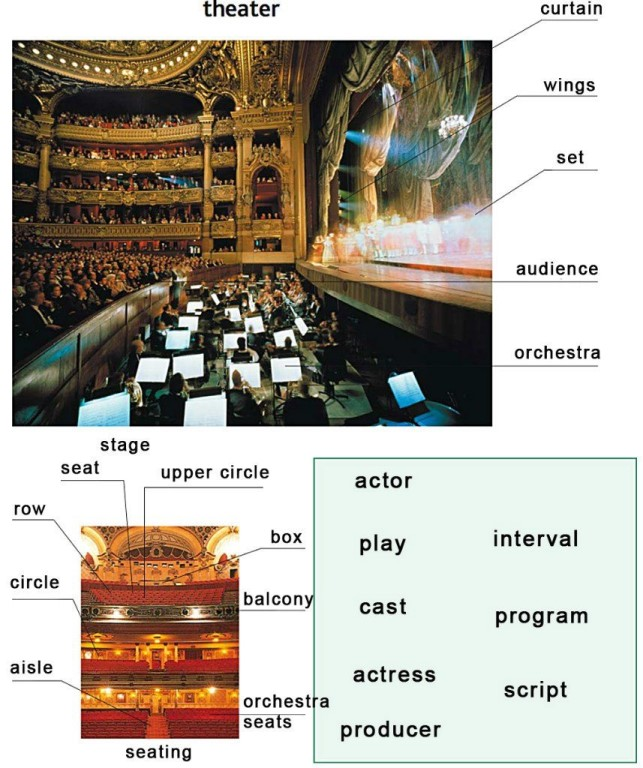 theater
curtain
wings
set
audience
orchestra
stage
seat
upper circle
row
box
circle
balcony
aisle
orchestra
seats
seating
actor
play
interval
cast
program
actress
script
producer